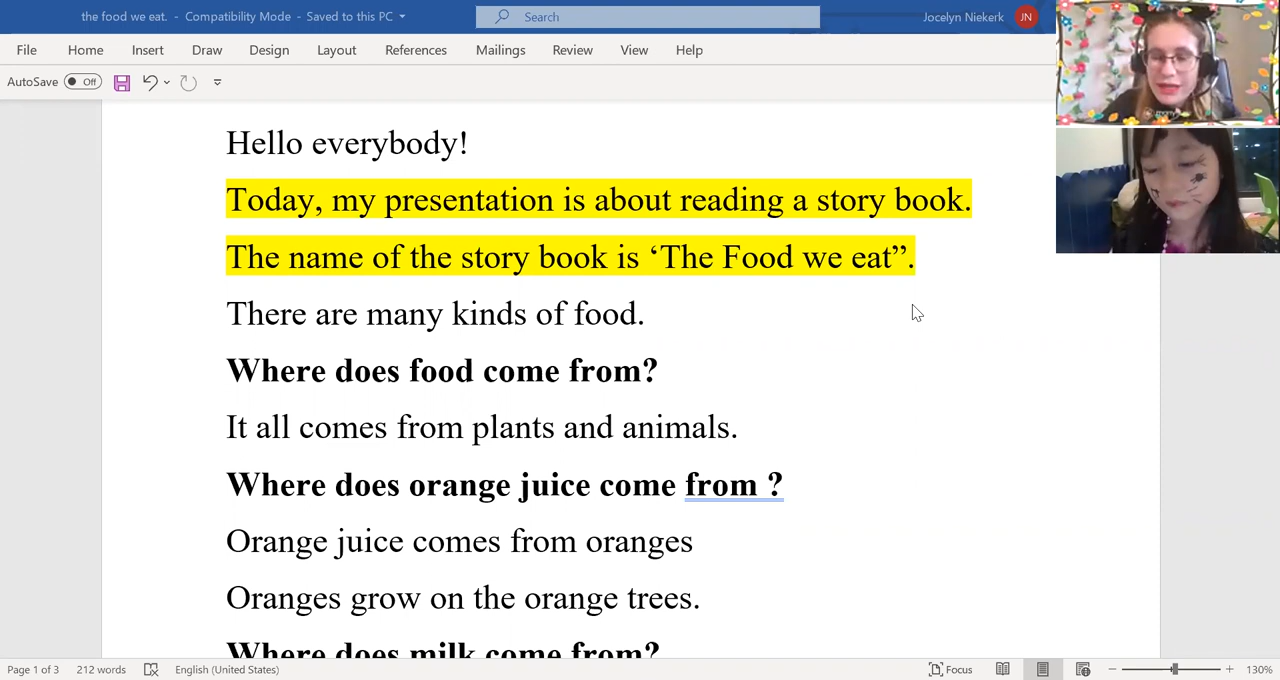 the food we eat. - Compatibility Mode - Saved to this PC
Search
Jocelyn Niekerk JN
File Home Insert Draw Design Layout References Mailings Review View Help
AutoSave Off
Hello everybody!
Today, my presentation is about reading a story book.
The name of the story book is ‘The Food we eat”.
There are many kinds of food.
Where does food come from?
It all comes from plants and animals.
Where does orange juice come from ?
Orange juice comes from oranges
Oranges grow on the orange trees.
Where does milk come from?
Page 1 of 3 212 words English (United States) Focus 130%